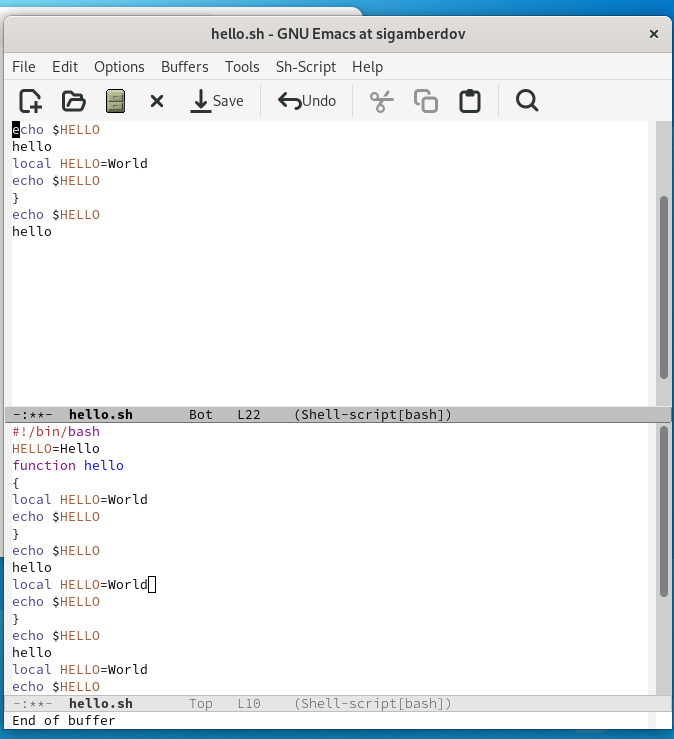 hello.sh - GNU Emacs at sigamberdov
File Edit Options Buffers Tools Sh-Script Help
Save Undo
echo $HELLO
hello
local HELLO=World
echo $HELLO
}
echo $HELLO
hello
-:**- hello.sh Bot L22 (Shell-script[bash])
#!/bin/bash
HELLO=Hello
function hello
{
local HELLO=World
echo $HELLO
}
echo $HELLO
hello
local HELLO=World
echo $HELLO
}
echo $HELLO
hello
local HELLO=World
echo $HELLO
-:**- hello.sh Top L10 (Shell-script[bash])
End of buffer